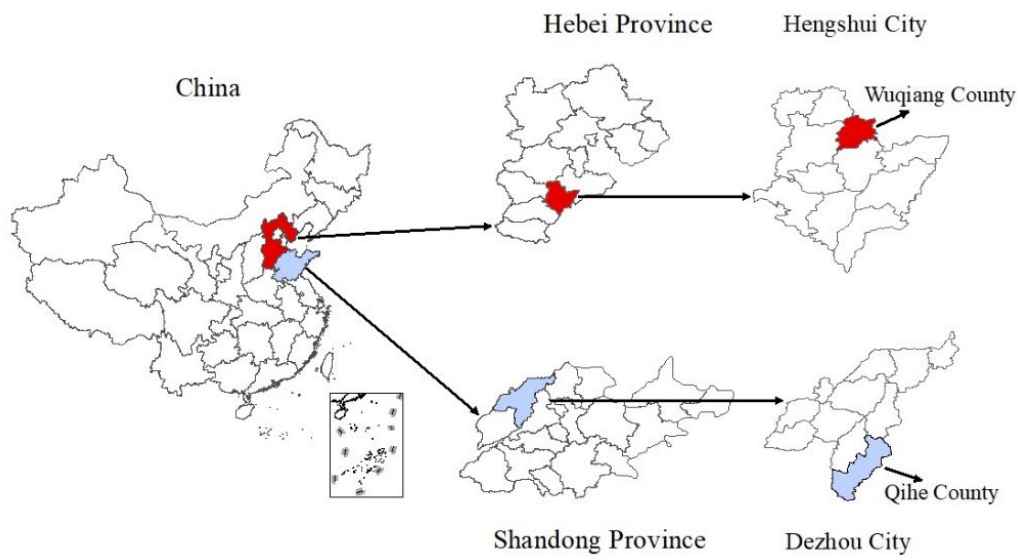 Hebei Province
Hengshui City
China
Wuqiang County
Qihe County
Shandong Province
Dezhou City